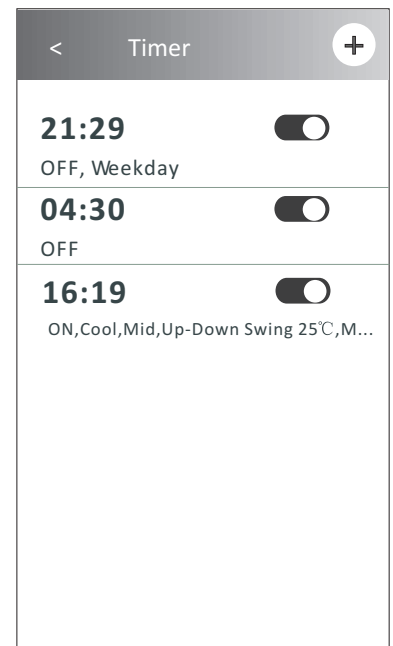 < Timer +
21:29
OFF, Weekday
04:30
OFF
16:19
ON,Cool,Mid,Up-Down Swing 25℃,M...